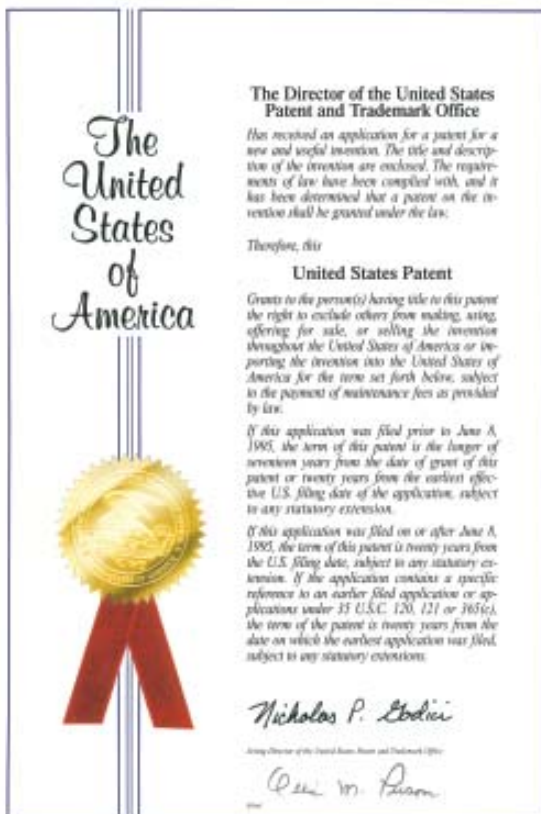 The
United
States
of
America
The Director of the United States
Patent and Trademark Office
Has received an application for a patent for a
new and useful invention. The title and descrip-
tion of the invention are enclosed. The require-
ments of law have been complied with, and it
has been determined that a patent on the in-
vention shall be granted under the law.
Therefore, this
United States Patent
Grants to the person(s) having title to this patent
the right to exclude others from making, using,
offering for sale, or selling the invention
throughout the United States of America or im-
porting the invention into the United States of
America for the term set forth below, subject
to the payment of maintenance fees as provided
by law.
If this application was filed prior to June 8,
1995, the term of this patent is the longer of
seventeen years from the date of grant of this
patent or twenty years from the earliest effec-
tive U.S. filing date of the application, subject
to any statutory extension.
If this application was filed on or after June 8,
1995, the term of this patent is twenty years from
the U.S. filing date, subject to any statutory ex-
tension. If the application contains a specific
reference to an earlier filed application or ap-
plications under 35 U.S.C. 120, 121 or 365(c),
the term of the patent is twenty years from the
date on which the earliest application was filed,
subject to any statutory extensions.
Nicholas P. Godici
Acting Director of the United States Patent and Trademark Office
M.